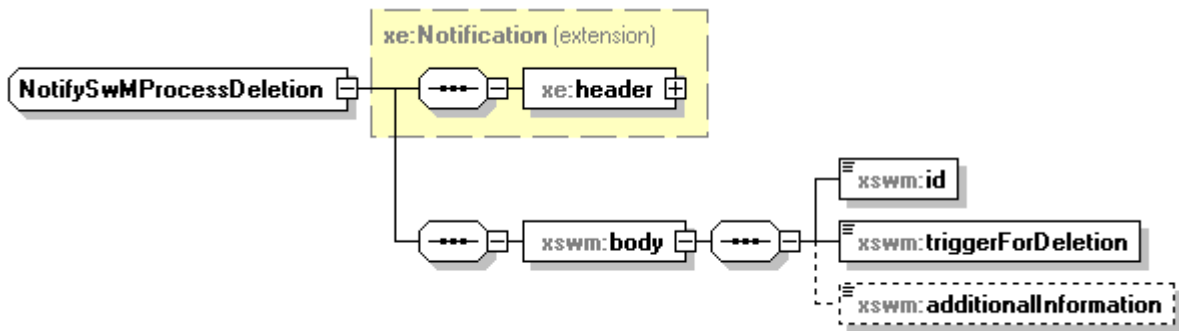 xe:Notification (extension)
NotifySwMProcessDeletion
xe:header
xswm:id
xswm:body
xswm:triggerForDeletion
xswm:additionalInformation